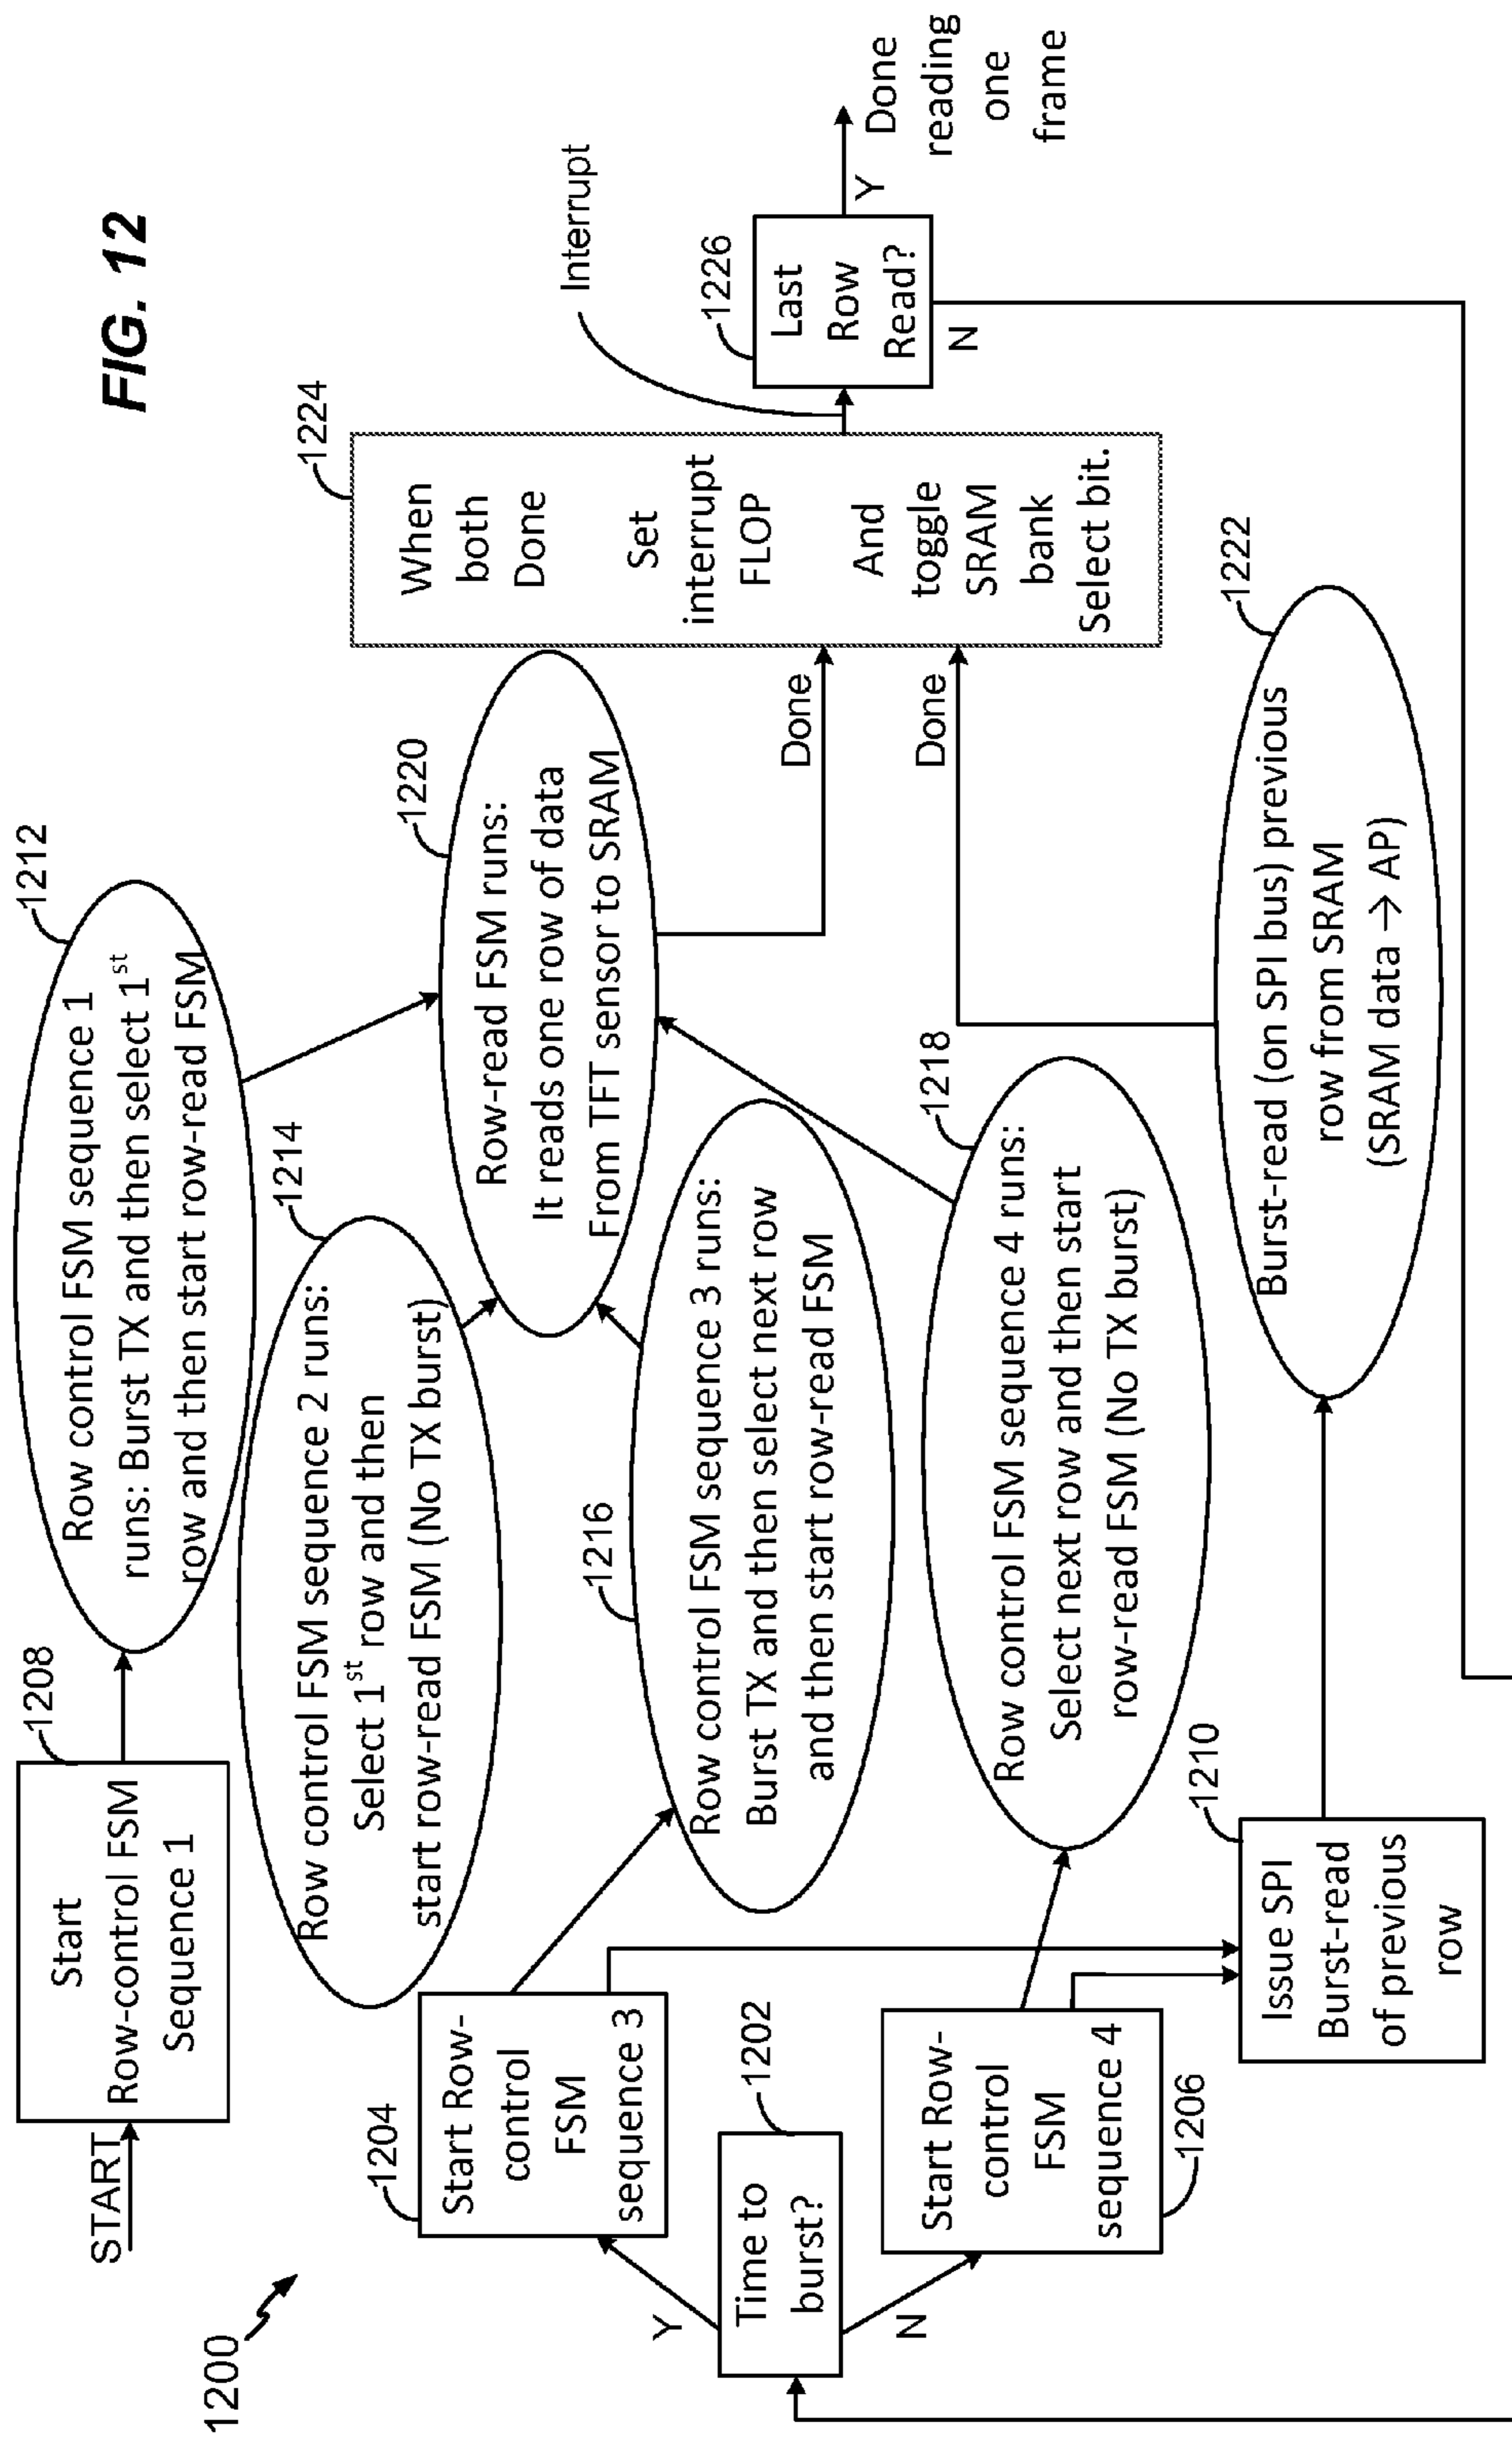 FIG. 12
1200
START
Start
Row-control FSM
Sequence 1
1208
Row control FSM sequence 1
runs: Burst TX and then select 1st
row and then start row-read FSM
1212
Row control FSM sequence 2 runs:
Select 1st row and then
start row-read FSM (No TX burst)
1214
Time to
burst?
1202
Y
N
Start Row-
control
FSM
sequence 3
1204
Start Row-
control
FSM
sequence 4
1206
Row control FSM sequence 3 runs:
Burst TX and then select next row
and then start row-read FSM
1216
Row control FSM sequence 4 runs:
Select next row and then start
row-read FSM (No TX burst)
1218
Issue SPI
Burst-read
of previous
row
1210
Row-read FSM runs:
It reads one row of data
From TFT sensor to SRAM
1220
Burst-read (on SPI bus) previous
row from SRAM
(SRAM data → AP)
1222
Done
Done
When
both
Done
Set
interrupt
FLOP
And
toggle
SRAM
bank
Select bit.
1224
Interrupt
Last
Row
Read?
1226
Y
N
Done
reading
one
frame